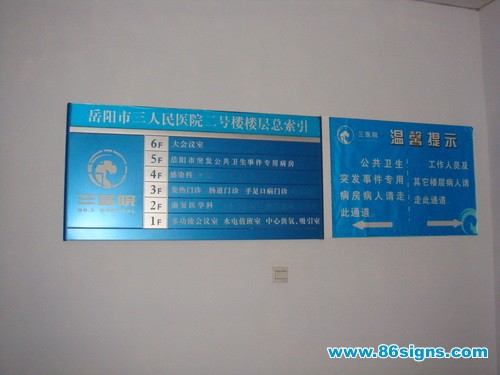 岳阳市三人民医院二号楼楼层总索引
6F 大会议室
5F 岳阳市突发公共卫生事件专用病房
4F 感染科
3F 发热门诊 肠道门诊 手足口病门诊
2F 康复医学科
1F 多功能会议室 水电值班室 中心供氧、吸引室
三医院
三医院 温馨提示
公共卫生
突发事件专用
病房病人请走
此通道
工作人员及
其它楼层病人请
走此通道
www.86signs.com